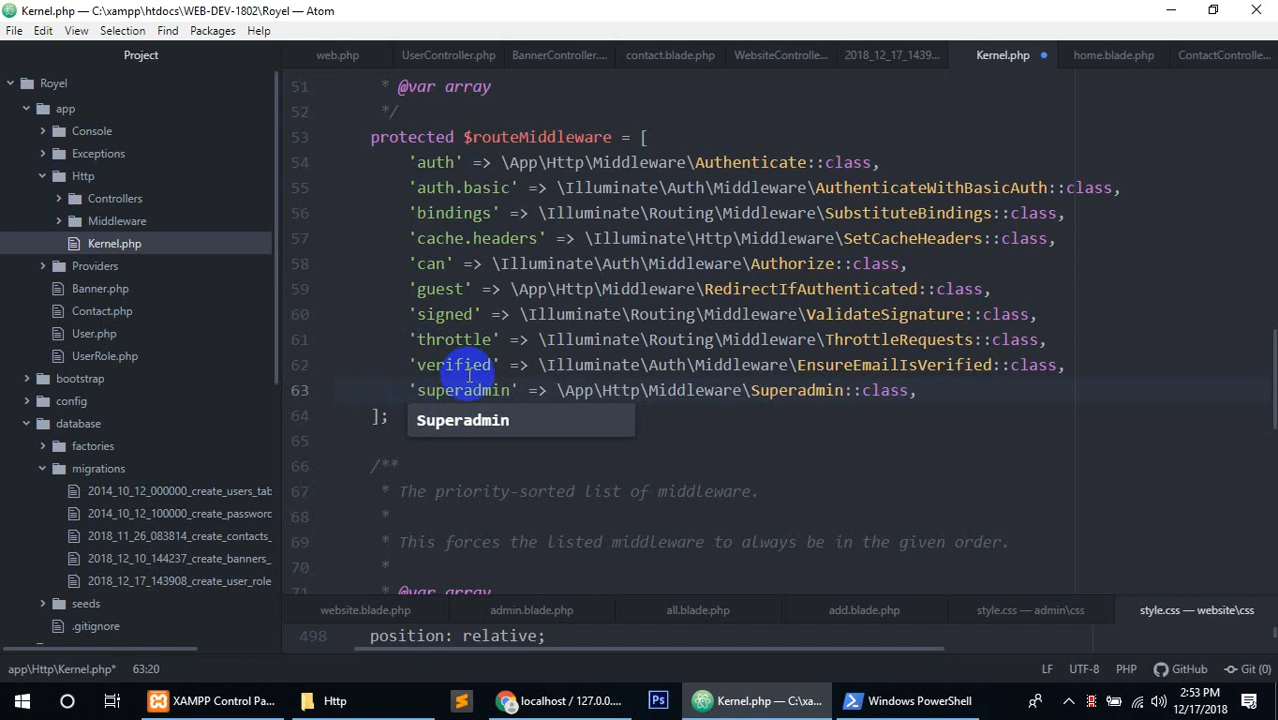 Kernel.php — C:\xampp\htdocs\WEB-DEV-1802\Royel — Atom
File Edit View Selection Find Packages Help
Project
web.php UserController.php BannerController.... contact.blade.php WebsiteControlle... 2018_12_17_1439... Kernel.php home.blade.php ContactControlle...
Royel
app
Console
Exceptions
Http
Controllers
Middleware
Kernel.php
Providers
Banner.php
Contact.php
User.php
UserRole.php
bootstrap
config
database
factories
migrations
2014_10_12_000000_create_users_tab
2014_10_12_100000_create_password
2018_11_26_083814_create_contacts_
2018_12_10_144237_create_banners_
2018_12_17_143908_create_user_role
seeds
.gitignore
51 * @var array
52 */
53 protected $routeMiddleware = [
54 'auth' => \App\Http\Middleware\Authenticate::class,
55 'auth.basic' => \Illuminate\Auth\Middleware\AuthenticateWithBasicAuth::class,
56 'bindings' => \Illuminate\Routing\Middleware\SubstituteBindings::class,
57 'cache.headers' => \Illuminate\Http\Middleware\SetCacheHeaders::class,
58 'can' => \Illuminate\Auth\Middleware\Authorize::class,
59 'guest' => \App\Http\Middleware\RedirectIfAuthenticated::class,
60 'signed' => \Illuminate\Routing\Middleware\ValidateSignature::class,
61 'throttle' => \Illuminate\Routing\Middleware\ThrottleRequests::class,
62 'verified' => \Illuminate\Auth\Middleware\EnsureEmailIsVerified::class,
63 'superadmin' => \App\Http\Middleware\Superadmin::class,
64 ];
Superadmin
65
66 /**
67 * The priority-sorted list of middleware.
68 *
69 * This forces the listed middleware to always be in the given order.
70 *
71 * @var array
website.blade.php admin.blade.php all.blade.php add.blade.php style.css — admin\css style.css — website\css
498 position: relative;
app\Http\Kernel.php* 63:20 LF UTF-8 PHP GitHub Git (0)
XAMPP Control Pa... Http localhost / 127.0.0.... Ps Kernel.php — C:\xa... Windows PowerShell 2:53 PM
12/17/2018